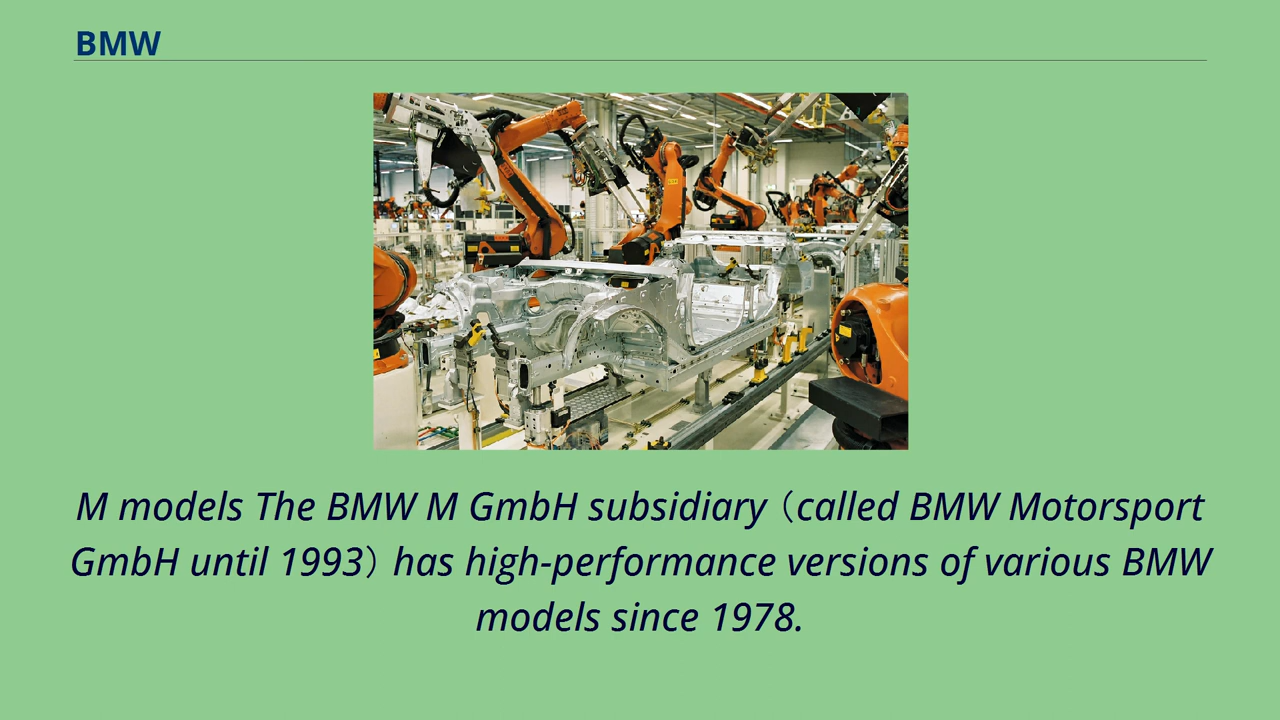 BMW
M models The BMW M GmbH subsidiary （called BMW Motorsport
GmbH until 1993） has high-performance versions of various BMW
models since 1978.